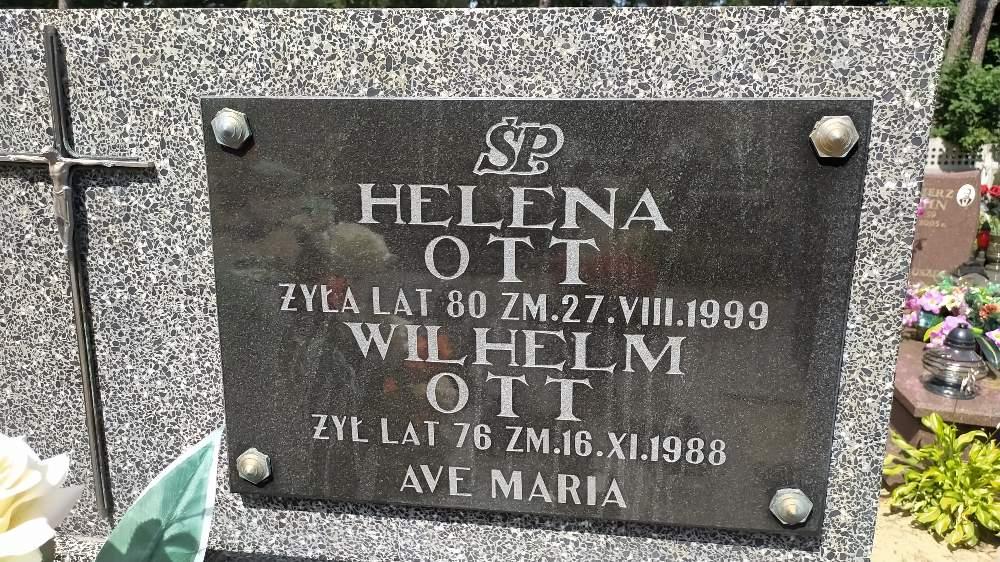 ŚP.
HELENA
OTT
ŻYŁA LAT 80 ZM.27.VIII.1999
WILHELM
OTT
ŻYŁ LAT 76 ZM.16.XI.1988
AVE MARIA